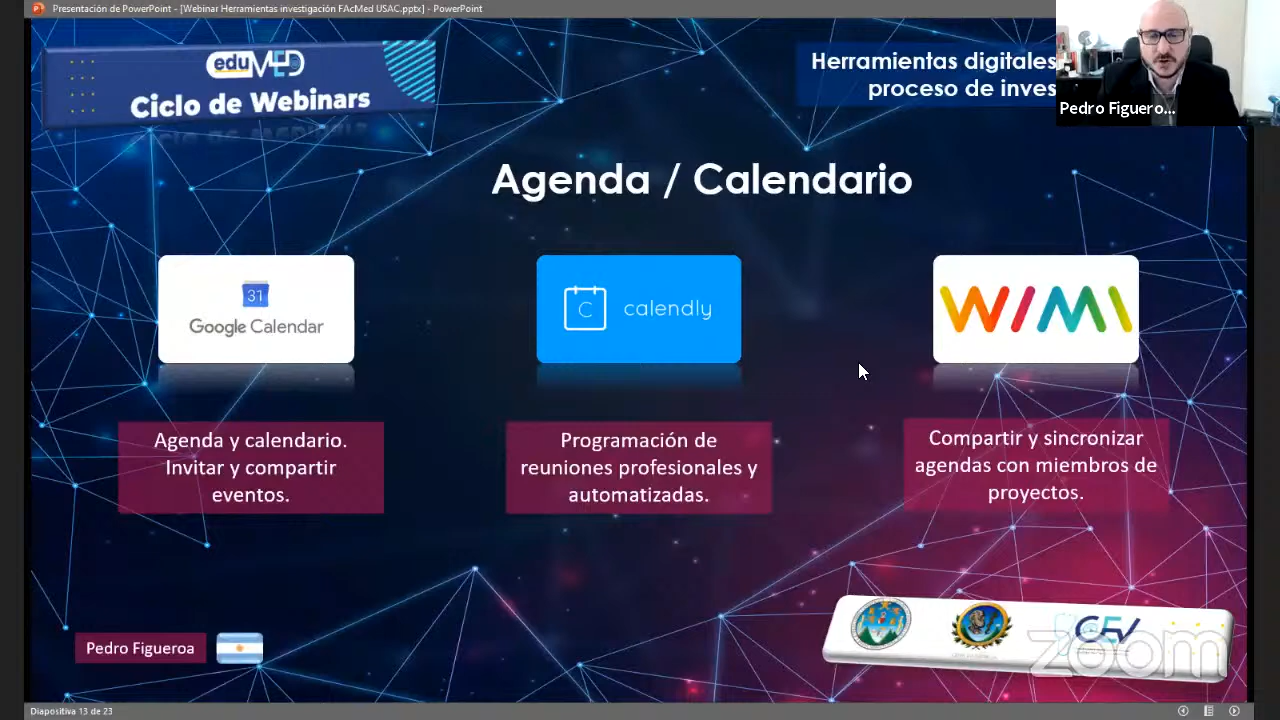 Presentación de PowerPoint - [Webinar Herramientas investigación FAcMed USAC.pptx] - PowerPoint
eduMED
Ciclo de Webinars
Herramientas digitales
proceso de inves
Pedro Figuero...
Agenda / Calendario
31
Google Calendar
C calendly
WIMI
Agenda y calendario.
Invitar y compartir
eventos.
Programación de
reuniones profesionales y
automatizadas.
Compartir y sincronizar
agendas con miembros de
proyectos.
Pedro Figueroa
zoom
Diapositiva 13 de 23